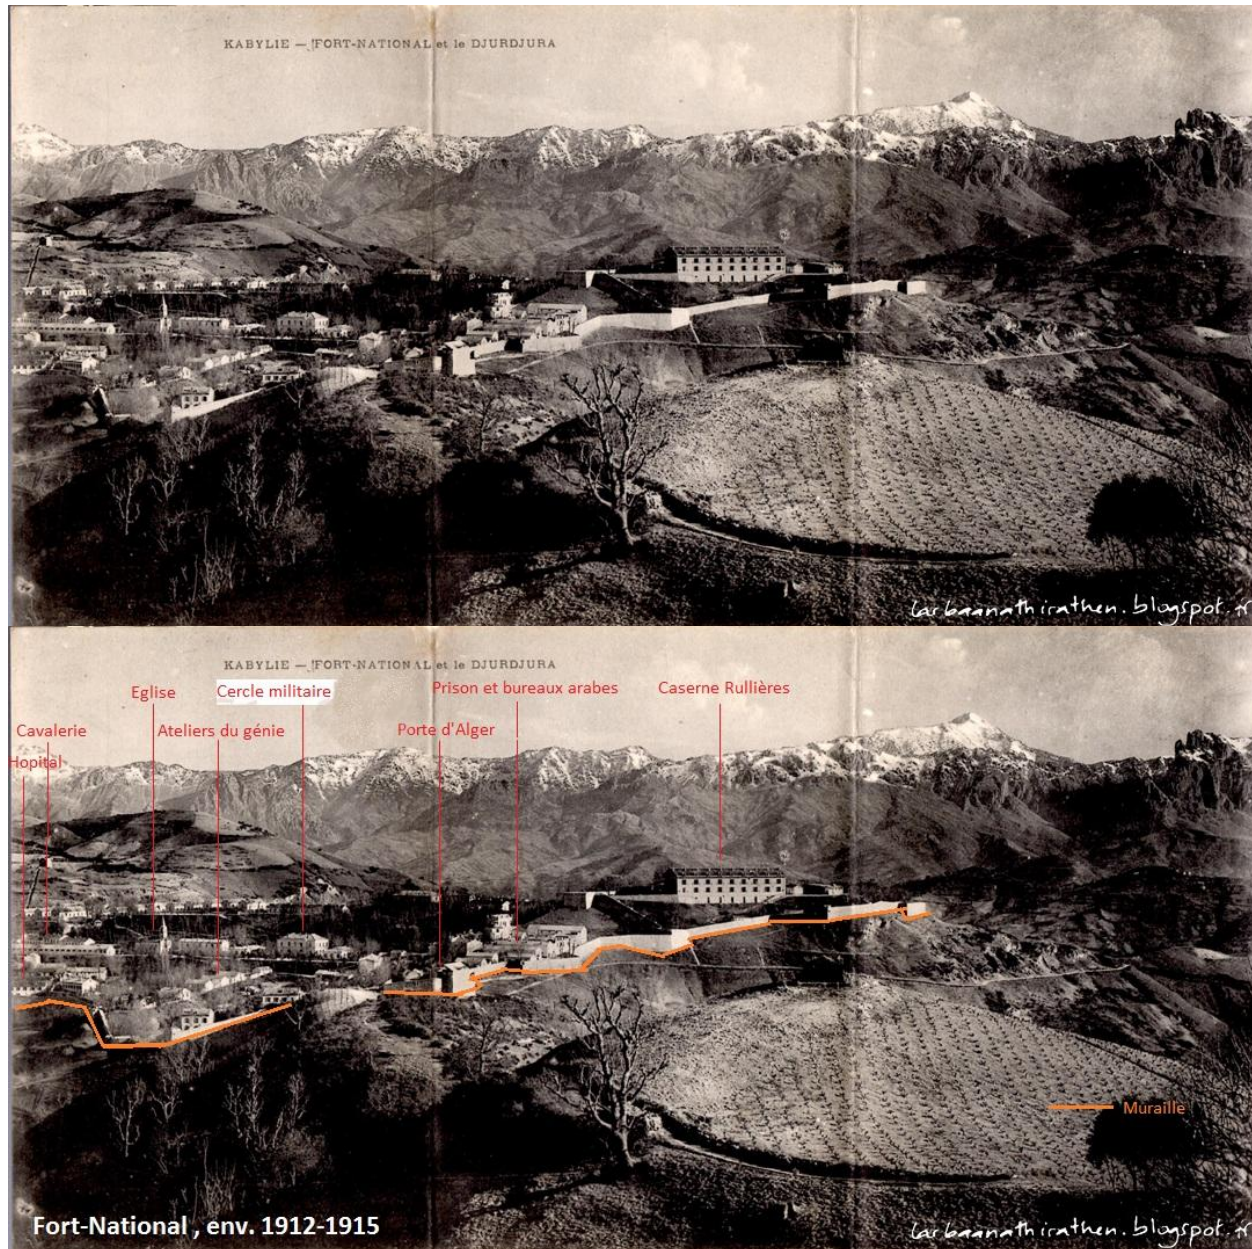 KABYLIE — FORT-NATIONAL et le DJURDJURA
larbaanathirathen.blogspot.fr
KABYLIE — FORT-NATIONAL et le DJURDJURA
Eglise
Cercle militaire
Prison et bureaux arabes
Caserne Rullières
Cavalerie
Ateliers du génie
Porte d'Alger
Hopital
Muraille
Fort-National , env. 1912-1915
larbaanathirathen.blogspot.fr